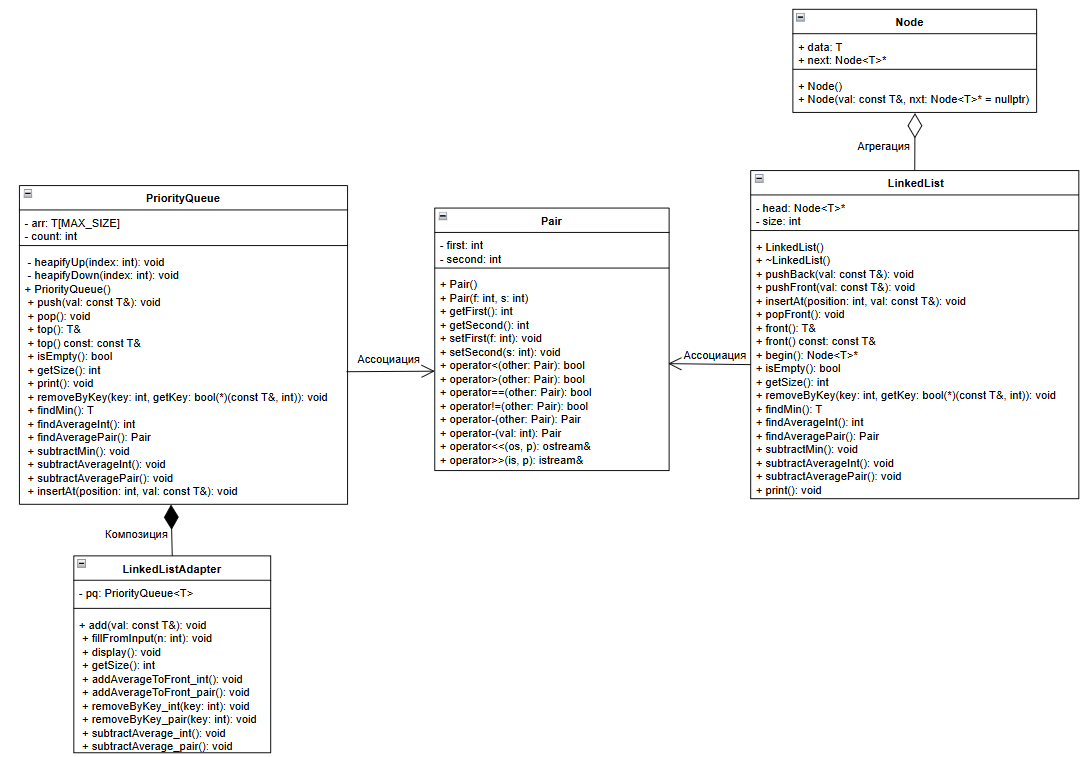 Node
+ data: T
+ next: Node<T>*
+ Node()
+ Node(val: const T&, nxt: Node<T>* = nullptr)
Агрегация
LinkedList
- head: Node<T>*
- size: int
+ LinkedList()
+ ~LinkedList()
+ pushBack(val: const T&): void
+ pushFront(val: const T&): void
+ insertAt(position: int, val: const T&): void
+ popFront(): void
+ front(): T&
+ front() const: const T&
+ begin(): Node<T>*
+ isEmpty(): bool
+ getSize(): int
+ removeByKey(key: int, getKey: bool(*)(const T&, int)): void
+ findMin(): T
+ findAverageInt(): int
+ findAveragePair(): Pair
+ subtractMin(): void
+ subtractAverageInt(): void
+ subtractAveragePair(): void
+ print(): void
PriorityQueue
- arr: T[MAX_SIZE]
- count: int
- heapifyUp(index: int): void
- heapifyDown(index: int): void
+ PriorityQueue()
+ push(val: const T&): void
+ pop(): void
+ top(): T&
+ top() const: const T&
+ isEmpty(): bool
+ getSize(): int
+ print(): void
+ removeByKey(key: int, getKey: bool(*)(const T&, int)): void
+ findMin(): T
+ findAverageInt(): int
+ findAveragePair(): Pair
+ subtractMin(): void
+ subtractAverageInt(): void
+ subtractAveragePair(): void
+ insertAt(position: int, val: const T&): void
Ассоциация
Pair
- first: int
- second: int
+ Pair()
+ Pair(f: int, s: int)
+ getFirst(): int
+ getSecond(): int
+ setFirst(f: int): void
+ setSecond(s: int): void
+ operator<(other: Pair): bool
+ operator>(other: Pair): bool
+ operator==(other: Pair): bool
+ operator!=(other: Pair): bool
+ operator-(other: Pair): Pair
+ operator-(val: int): Pair
+ operator<<(os, p): ostream&
+ operator>>(is, p): istream&
Ассоциация
Композиция
LinkedListAdapter
- pq: PriorityQueue<T>
+ add(val: const T&): void
+ fillFromInput(n: int): void
+ display(): void
+ getSize(): int
+ addAverageToFront_int(): void
+ addAverageToFront_pair(): void
+ removeByKey_int(key: int): void
+ removeByKey_pair(key: int): void
+ subtractAverage_int(): void
+ subtractAverage_pair(): void